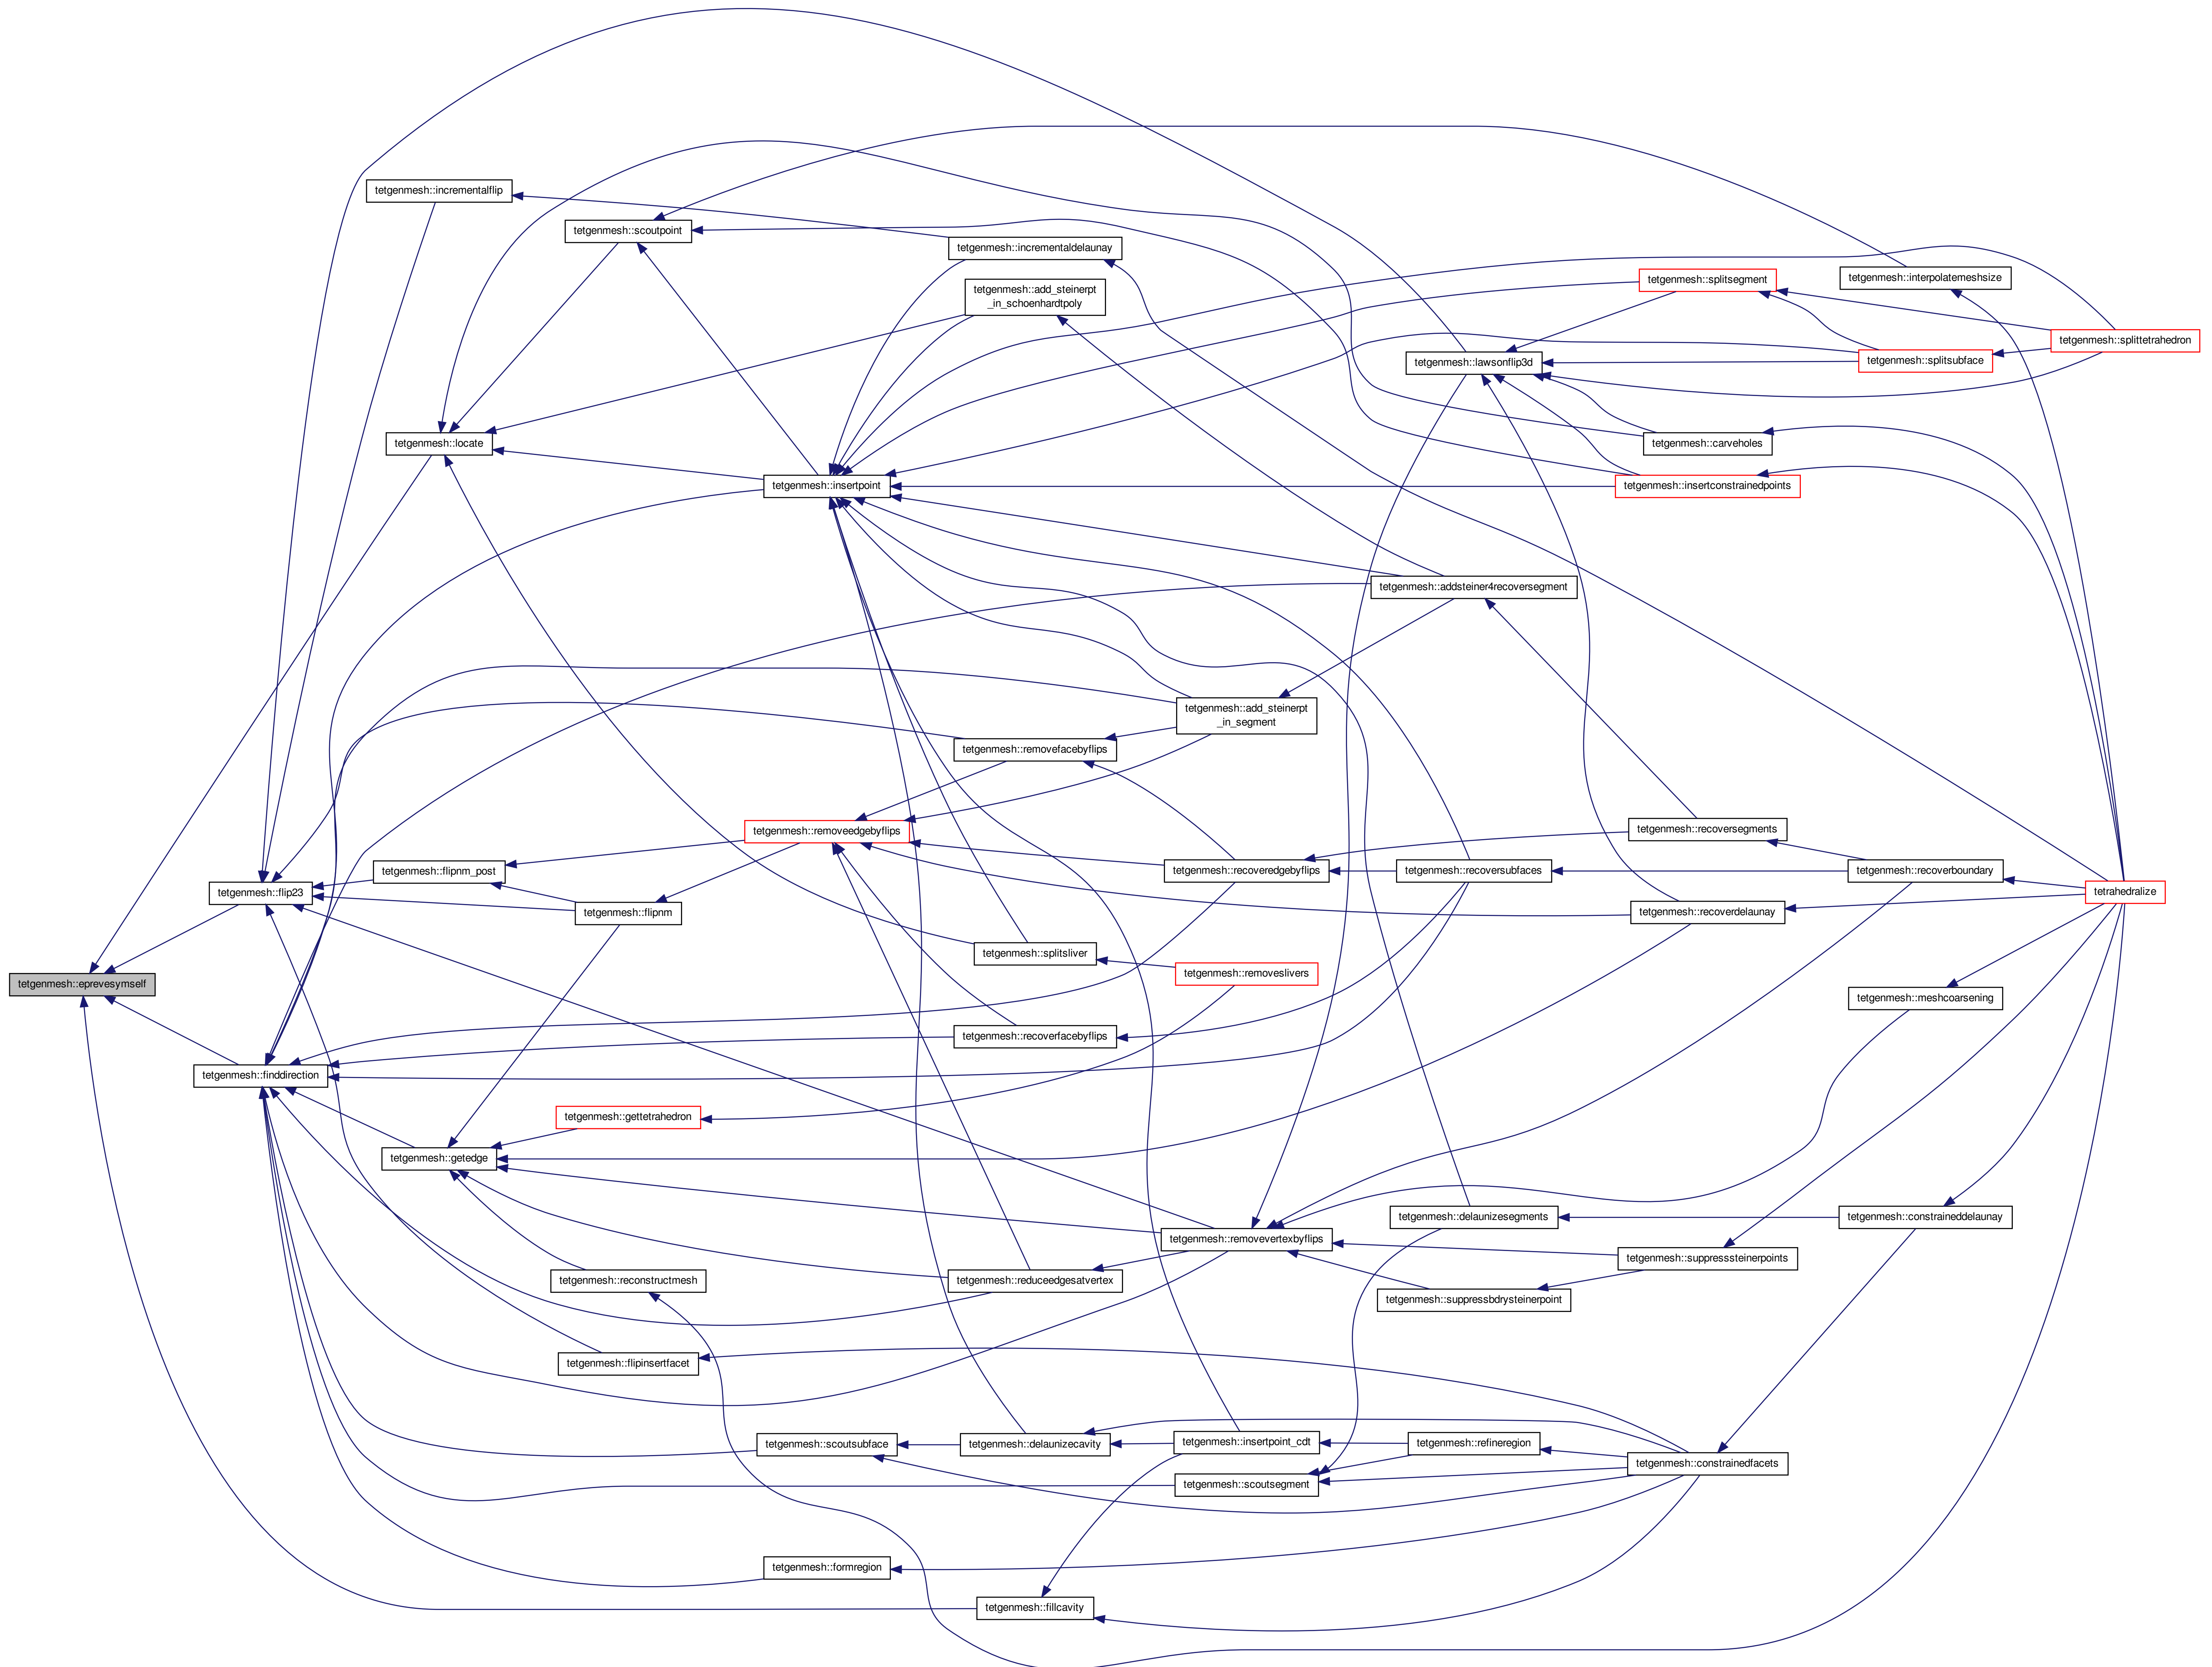 tetgenmesh::incrementalflip
tetgenmesh::scoutpoint
tetgenmesh::incrementaldelaunay
tetgenmesh::interpolatemeshsize
tetgenmesh::splitsegment
tetgenmesh::add_steinerpt
_in_schoenhardtpoly
tetgenmesh::splittetrahedron
tetgenmesh::lawsonflip3d
tetgenmesh::splitsubface
tetgenmesh::locate
tetgenmesh::carveholes
tetgenmesh::insertpoint
tetgenmesh::insertconstrainedpoints
tetgenmesh::addsteiner4recoversegment
tetgenmesh::add_steinerpt
_in_segment
tetgenmesh::removefacebyflips
tetgenmesh::removeedgebyflips
tetgenmesh::recoversegments
tetgenmesh::flipnm_post
tetgenmesh::recoveredgebyflips
tetgenmesh::recoversubfaces
tetgenmesh::recoverboundary
tetgenmesh::flip23
tetrahedralize
tetgenmesh::flipnm
tetgenmesh::recoverdelaunay
tetgenmesh::splitsliver
tetgenmesh::removeslivers
tetgenmesh::eprevesymself
tetgenmesh::meshcoarsening
tetgenmesh::recoverfacebyflips
tetgenmesh::finddirection
tetgenmesh::gettetrahedron
tetgenmesh::getedge
tetgenmesh::delaunizesegments
tetgenmesh::constraineddelaunay
tetgenmesh::removevertexbyflips
tetgenmesh::suppresssteinerpoints
tetgenmesh::reconstructmesh
tetgenmesh::reduceedgesatvertex
tetgenmesh::suppressbdrysteinerpoint
tetgenmesh::flipinsertfacet
tetgenmesh::scoutsubface
tetgenmesh::delaunizecavity
tetgenmesh::insertpoint_cdt
tetgenmesh::refineregion
tetgenmesh::constrainedfacets
tetgenmesh::scoutsegment
tetgenmesh::formregion
tetgenmesh::fillcavity